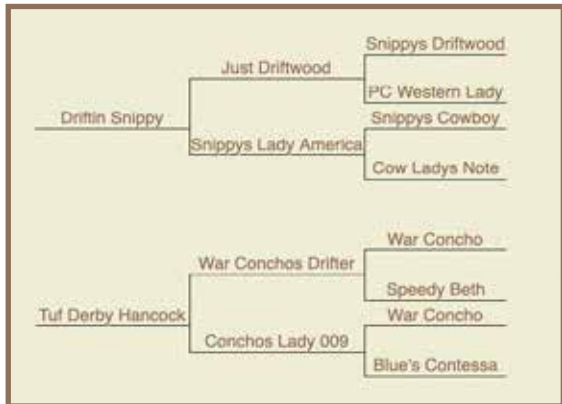 Snippys Driftwood
Just Driftwood
PC Western Lady
Driftin Snippy
Snippys Cowboy
Snippys Lady America
Cow Ladys Note
War Concho
War Conchos Drifter
Speedy Beth
Tuf Derby Hancock
War Concho
Conchos Lady 009
Blue's Contessa